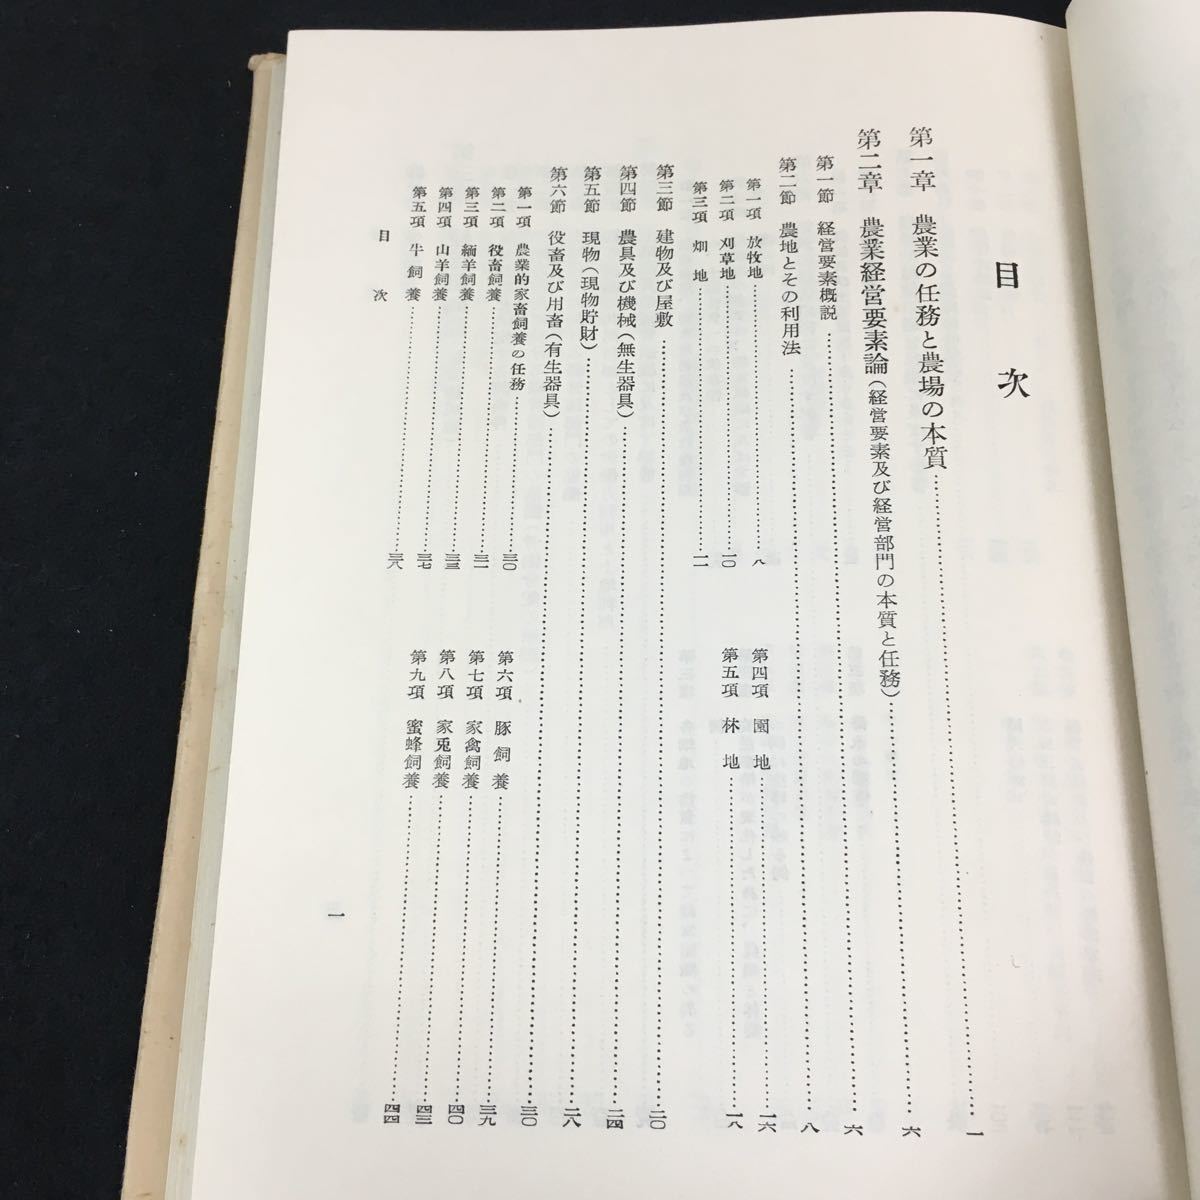 目次
第一章 農業の任務と農場の本質……一
第二章 農業経営要素論(経営要素及び経営部門の本質と任務)……六
第一節 経営要素概説……六
第二節 農地とその利用法……八
第一項 放牧地……八
第二項 刈草地……一〇
第三項 畑地……一一
第四項 園地……一六
第五項 林地……一八
第三節 建物及び屋敷……二〇
第四節 農具及び機械(無生器具)……二四
第五節 現物(現物貯財)……二八
第六節 役畜及び用畜(有生器具)……三〇
第一項 農業的家畜飼養の任務……三〇
第二項 役畜飼養……三一
第三項 緬羊飼養……三三
第四項 山羊飼養……三七
第五項 牛飼養……三八
第六項 豚飼養……三九
第七項 家禽飼養……四〇
第八項 家兎飼養……四三
第九項 蜜蜂飼養……四四
目次
一